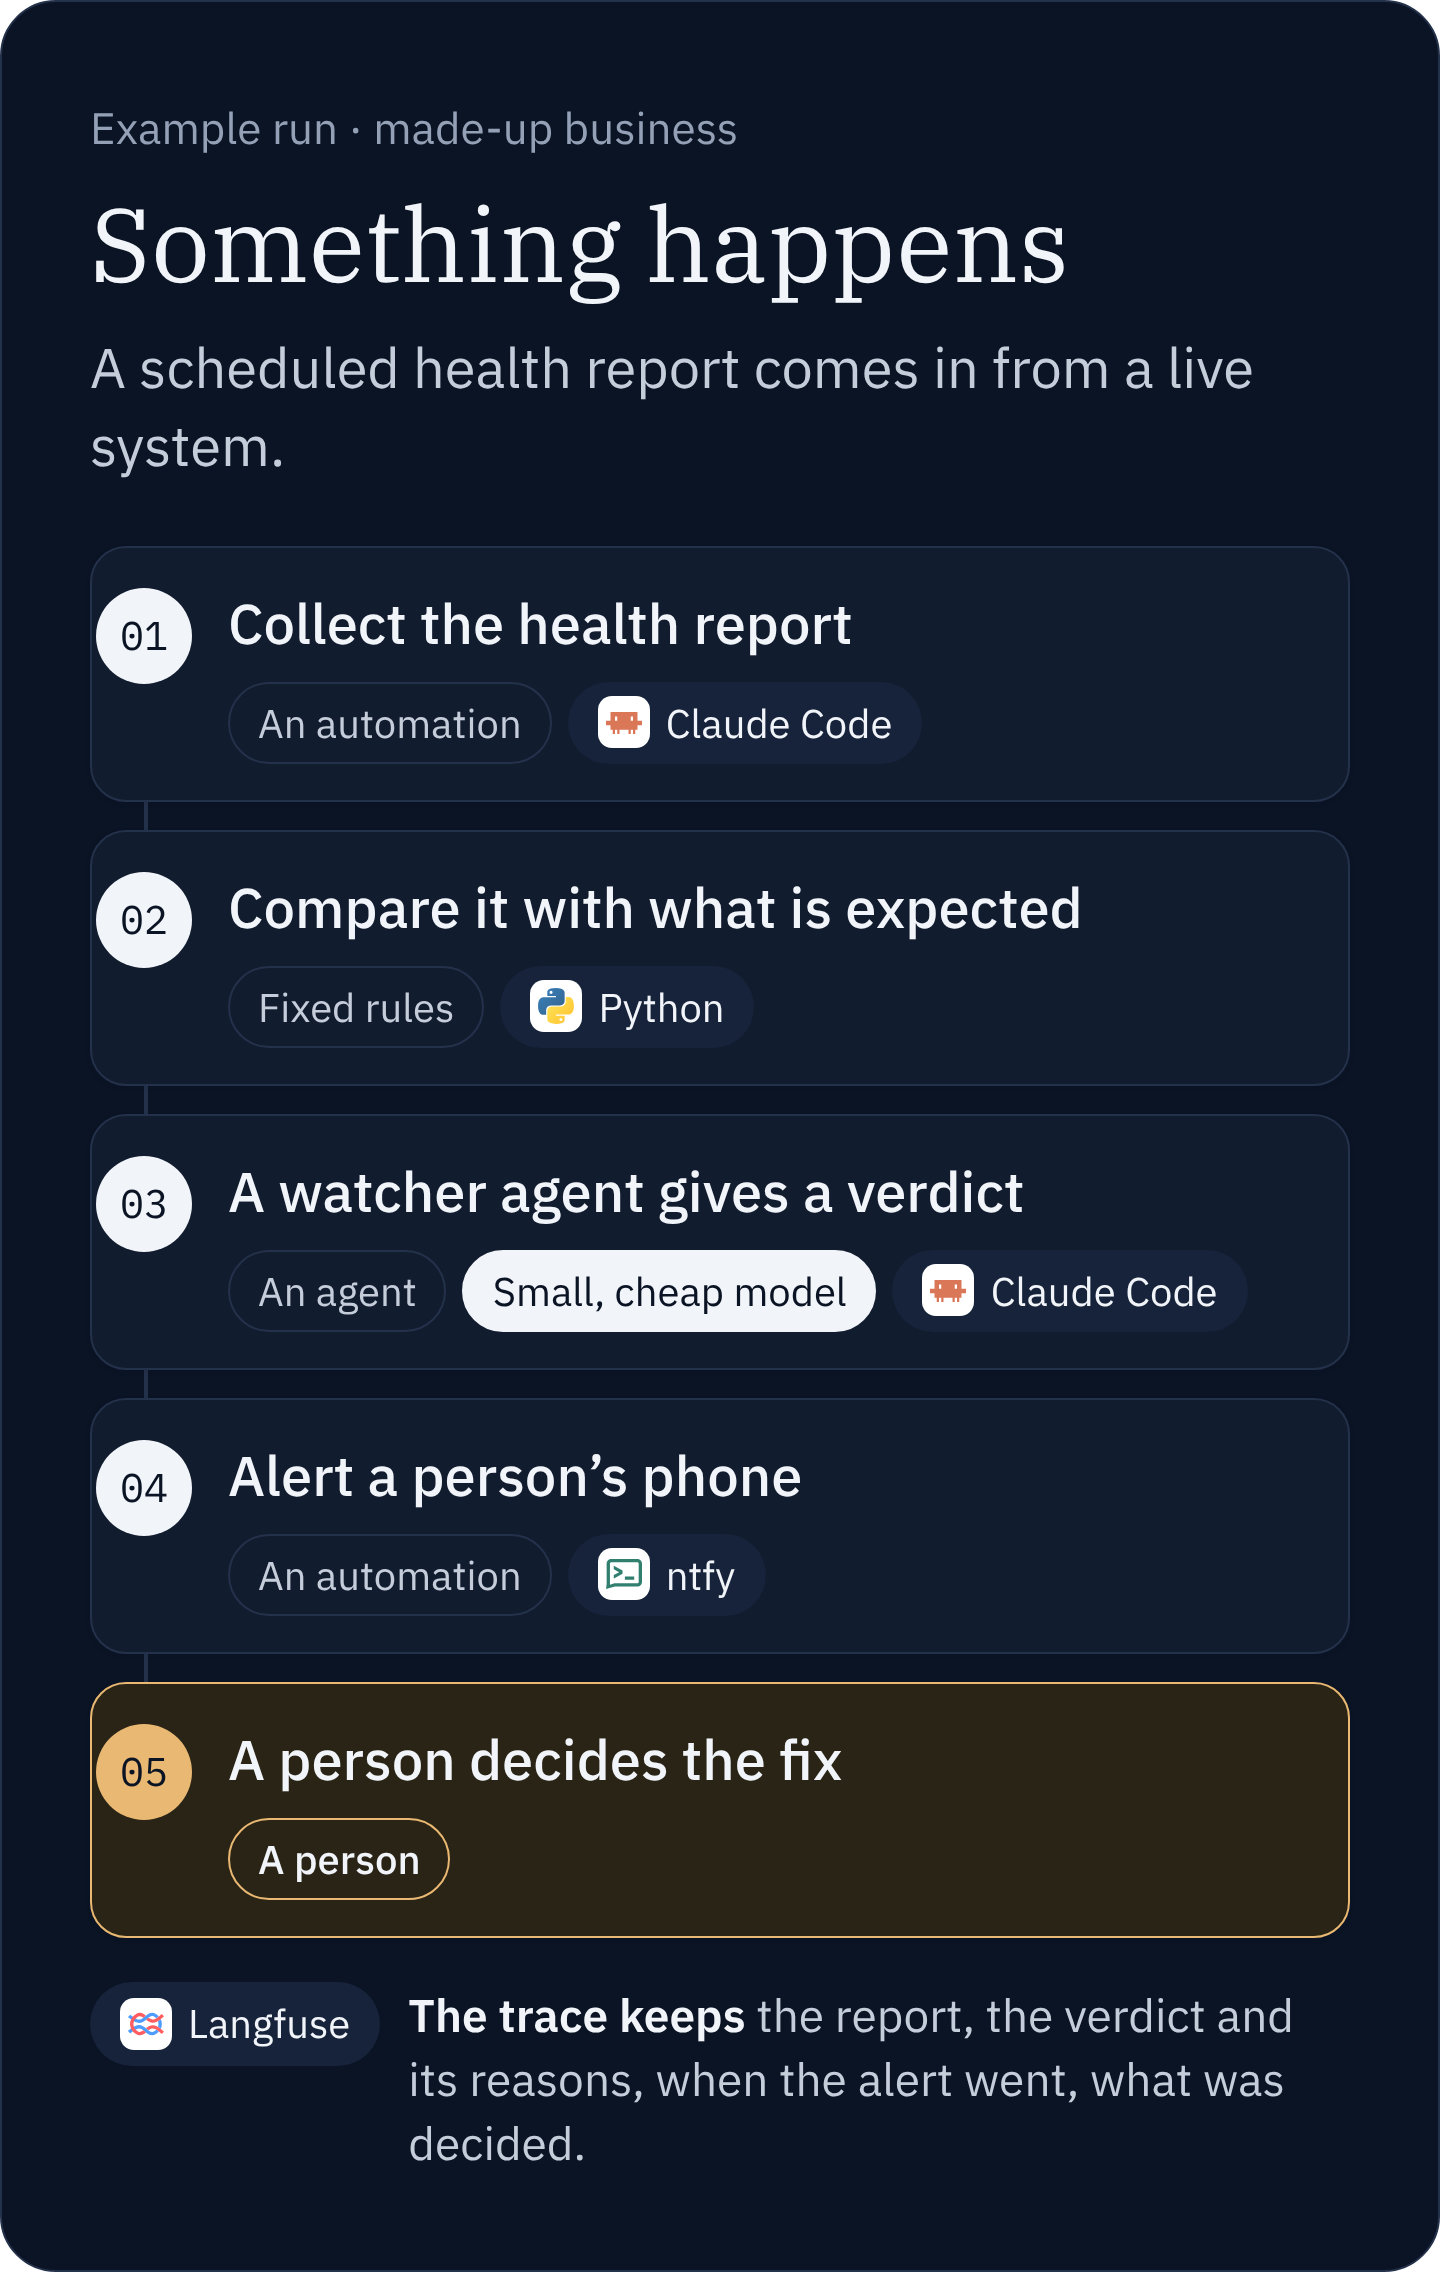 Example run · made-up business
Something happens
A scheduled health report comes in from a live
system.
01
Collect the health report
An automation
Claude Code
02
Compare it with what is expected
Fixed rules
Python
03
A watcher agent gives a verdict
An agent
Small, cheap model
Claude Code
04
Alert a person’s phone
An automation
ntfy
05
A person decides the fix
A person
Langfuse
The trace keeps the report, the verdict and
its reasons, when the alert went, what was
decided.